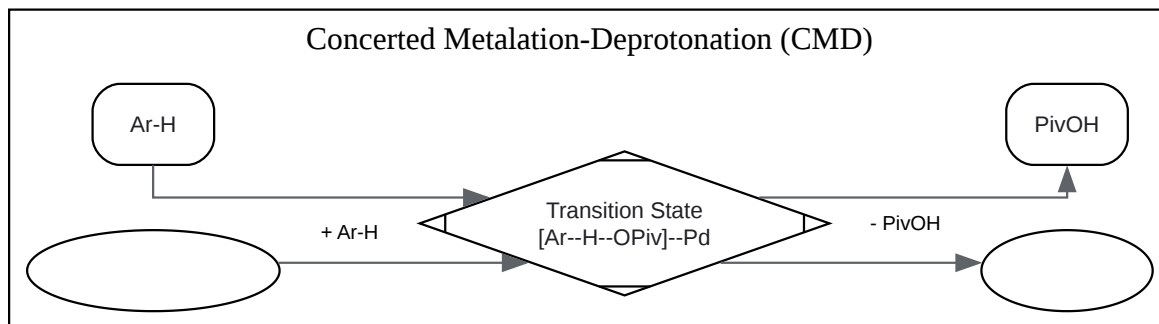 Concerted Metalation-Deprotonation (CMD)
Ar-H
PivOH
Transition State
[Ar--H--OPiv]--Pd
+ Ar-H
- PivOH